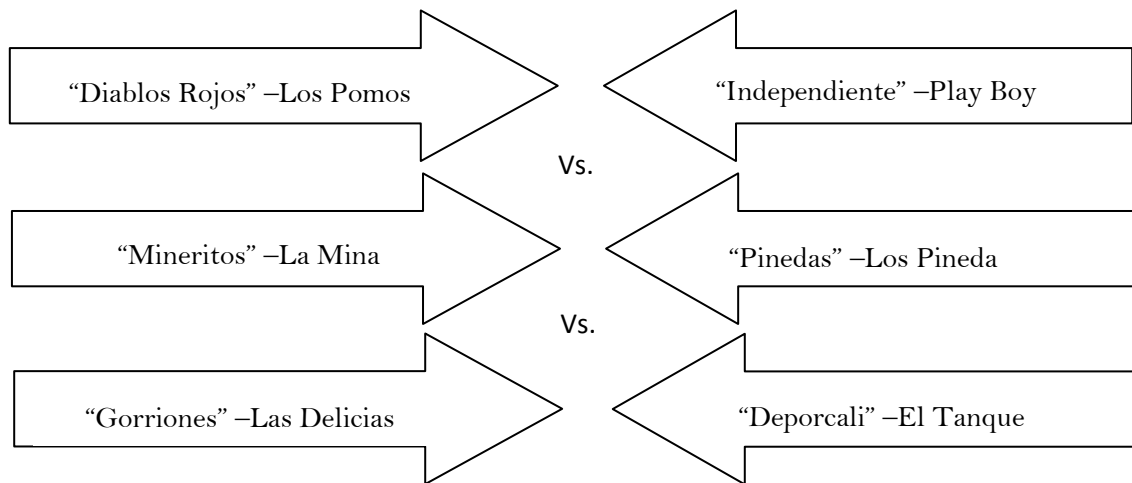 “Diablos Rojos” –Los Pomos
“Independiente” –Play Boy
Vs.
“Mineritos” –La Mina
“Pinedas” –Los Pineda
Vs.
“Gorriones” –Las Delicias
“Deporcali” –El Tanque